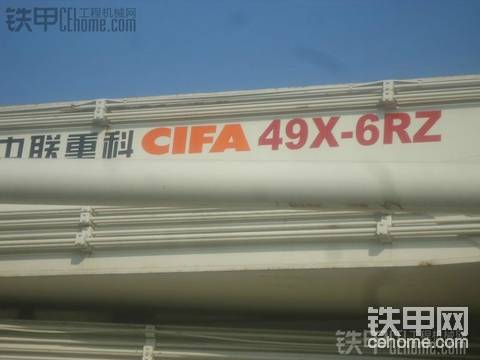 铁甲 工程机械网
CEhome.com
中联重科 CIFA 49X-6RZ
铁甲网
cehome.com